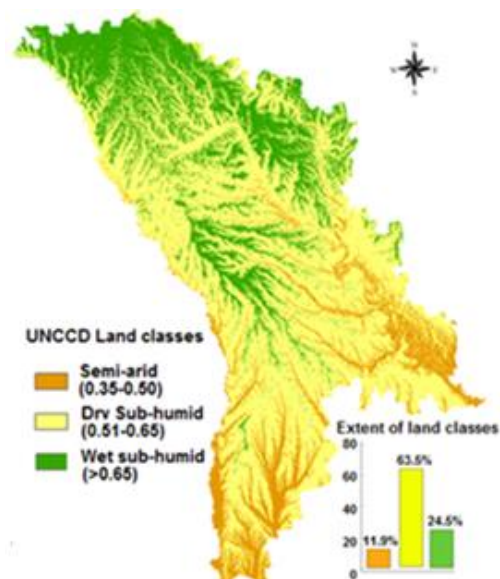 N
W
E
S
UNCCD Land classes
Semi-arid
(0.35-0.50)
Drv Sub-humid
(0.51-0.65)
Wet sub-humid
(>0.65)
Extent of land classes
80
63.5%
60
40
24.5%
20
11.9%
0